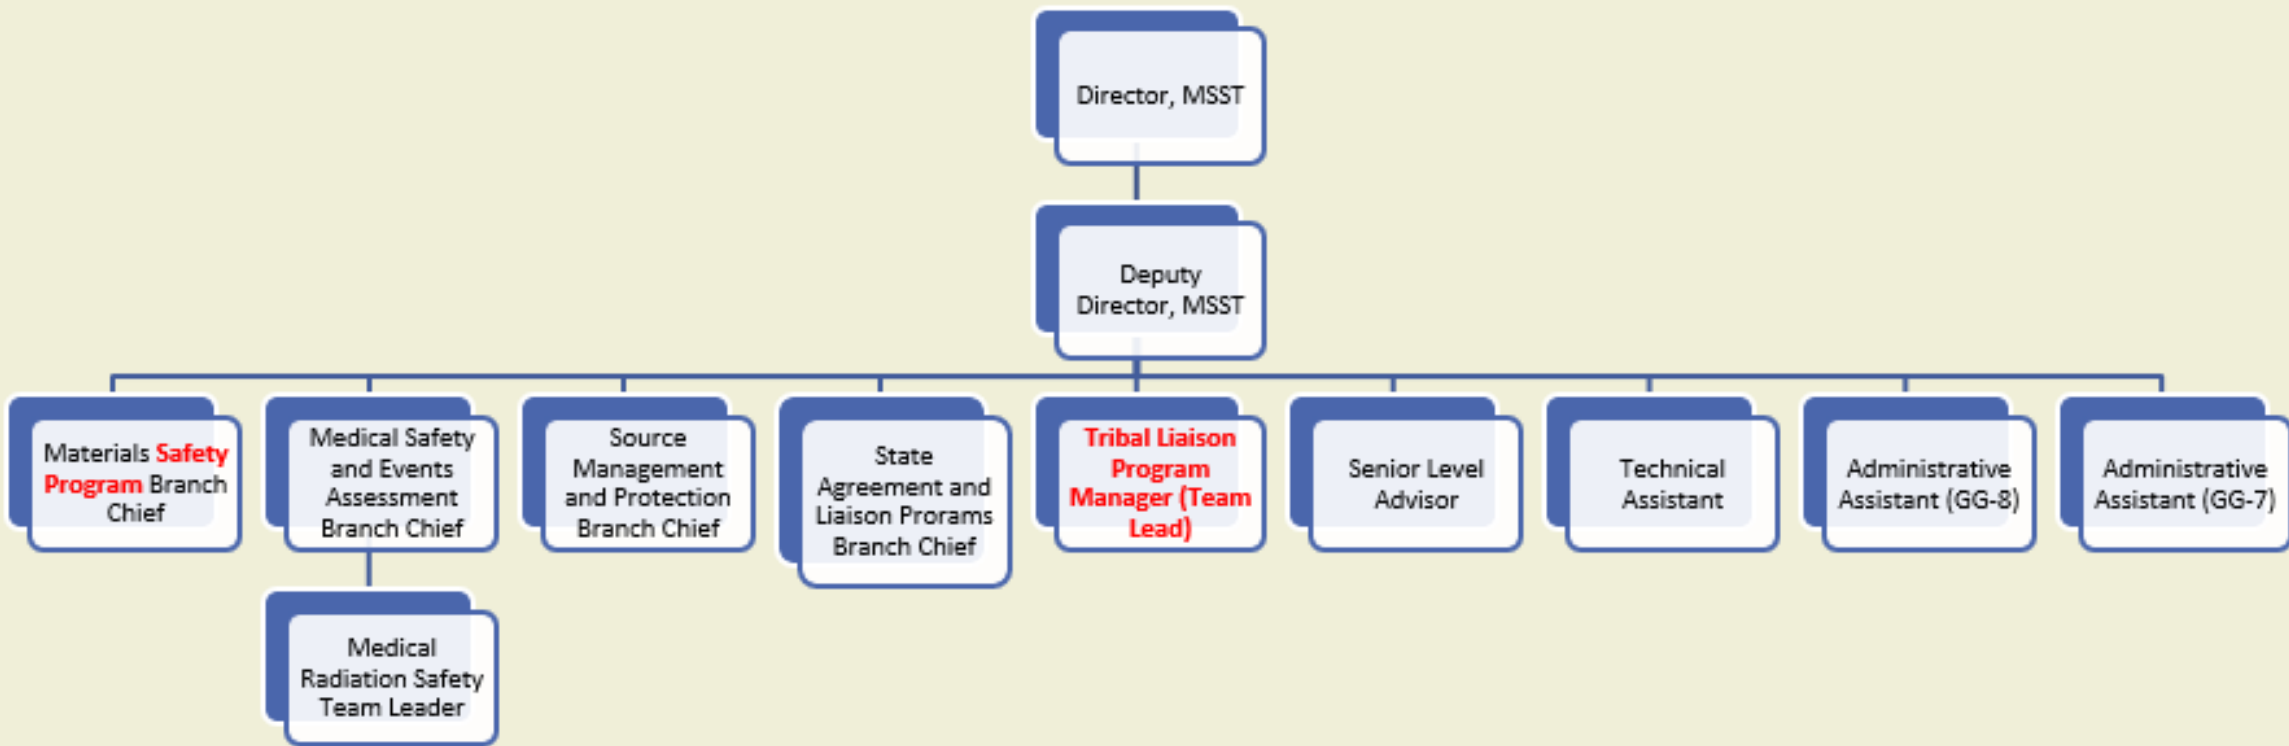 Director, MSST
Deputy
Director, MSST
Materials Safety
Program Branch
Chief
Medical Safety
and Events
Assessment
Branch Chief
Source
Management
and Protection
Branch Chief
State
Agreement and
Liaison Prorams
Branch Chief
Tribal Liaison
Program
Manager (Team
Lead)
Senior Level
Advisor
Technical
Assistant
Administrative
Assistant (GG-8)
Administrative
Assistant (GG-7)
Medical
Radiation Safety
Team Leader